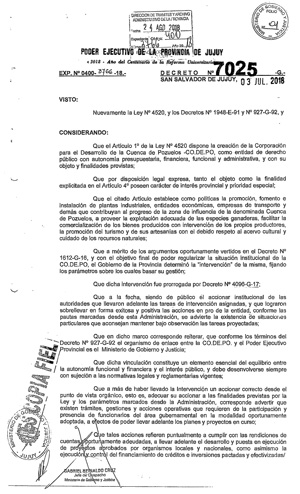 DIRECCION DE TRAMITES Y ARCHIVO
ADMINISTRATIVO DE LA PROVINCIA
24 AGO 2018
PODER EJECUTIVO DE LA PROVINCIA DE JUJUY
"2018 - Año del Centenario de la Reforma Universitaria"
EXP. Nº 0400- -18.-
DECRETO Nº 7025 -G.-
SAN SALVADOR DE JUJUY, 03 JUL. 2018
VISTO:
Nuevamente la Ley Nº 4520, y los Decretos Nº 1948-E-91 y Nº 927-G-92, y
CONSIDERANDO:
Que por Artículo 1º de la Ley Nº 4520 dispone la creación de la Corporación
para el Desarrollo de la Cuenca de Pozuelos -CO.DE.PO, como entidad de derecho
público con autonomía presupuestaria, financiera, funcional y administrativa, y con su
objeto y finalidades previstas;
Que por disposición legal expresa, tanto el objeto como la finalidad
explicitada en el Artículo 4º poseen carácter de interés provincial y prioridad especial;
Que el citado Artículo establece como políticas la promoción, fomento e
instalación de plantas industriales, entidades económicas, empresas de transporte y
demás que contribuyan al progreso de la zona de influencia de la denominada Cuenca
de Pozuelos, a proveer la explotación adecuada de las especies ganaderas, facilitar la
comercialización de los bienes producidos con intervención de los propios productores,
la promoción del turismo y de sus artesanías con el debido respeto al acervo cultural y
cuidado de los recursos naturales;
Que a mérito de los argumentos oportunamente vertidos en el Decreto Nº
1612-G-16, y con el objetivo final de poder regularizar la situación Institucional de la
CO.DE.PO, el Gobierno de la Provincia determinó la "intervención" de la misma, fijando
los parámetros sobre los cuales basar su gestión;
Que dicha Intervención fue prorrogada por Decreto Nº 4096-G-17;
Que a la fecha, siendo de público el accionar institucional de las
autoridades que llevaron adelante las tareas de Intervención asignadas, y que lograron
sobrellevar en forma exitosa y positiva las acciones en pro de la entidad, conforme las
pautas marcadas desde esta Administración, se advierte la existencia de situaciones
particulares que aconsejan mantener bajo observación las tareas proyectadas;
Que en dicho marco corresponde reiterar, que conforme los términos del
Decreto Nº 927-G-92 el organismo de enlace entre la CO.DE.PO. y el Poder Ejecutivo
Provincial es el Ministerio de Gobierno y Justicia;
Que dicha vinculación constituye un elemento esencial del equilibrio entre
la autonomía funcional y financiera y el interés público, y debe desenvolverse siempre
con sujeción a las normativas legales y reglamentarias vigentes;
Que a más de haber llevado la Intervención un accionar correcto desde el
punto de vista orgánico, esto es, adecuar su accionar a las finalidades previstas por la
Ley y los parámetros marcados desde la Administración, corresponde advertir que
existen trámites, gestiones y acciones operativas que requieren de la participación y
presencia de funcionarios del área gubernamental en la modalidad oportunamente
adoptada, a efectos de poder llevar adelante los planes y proyectos en curso;
Que tales acciones refieren puntualmente a cumplir con las rendiciones de
cuentas oportunamente adeudadas, a llevar adelante el desarrollo y puesta en ejecución de
proyectos aprobados por organismos locales y nacionales, como asimismo la
ejecución y control del financiamiento de créditos e inversiones pactadas y efectivizadas/
ES COPIA FIEL
GABRIEL REYNALDO CRUZ
Jefe de Despacho
Ministerio de Gobierno y Justicia
JUJUY